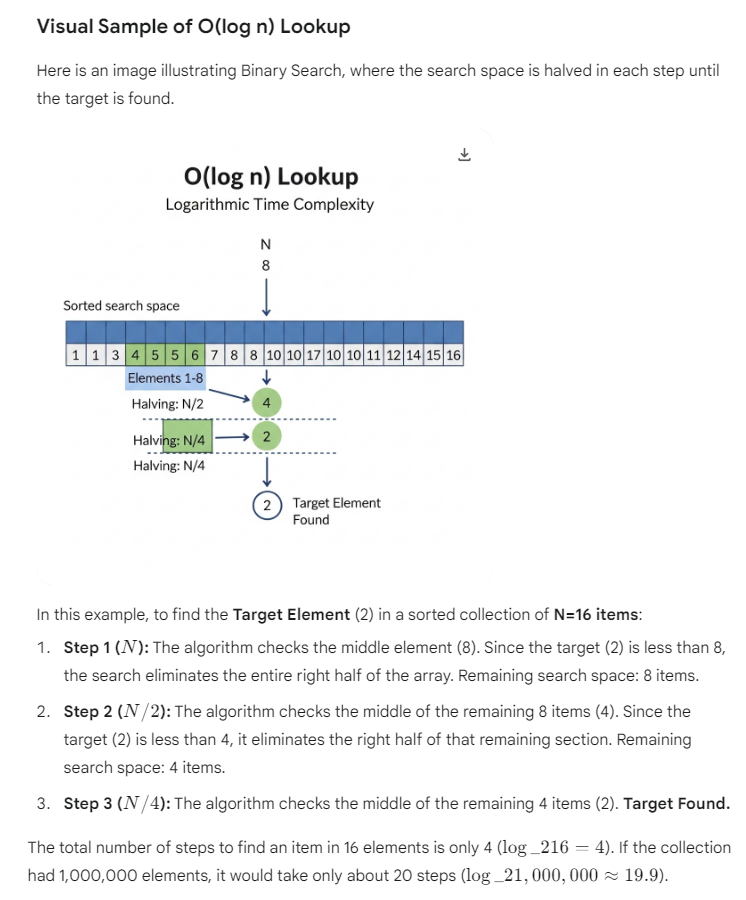 Visual Sample of O(log n) Lookup
Here is an image illustrating Binary Search, where the search space is halved in each step until
the target is found.
O(log n) Lookup
Logarithmic Time Complexity
N
8
Sorted search space
1 1 3 4 5 5 6 7 8 8 10 10 17 10 10 11 12 14 15 16
Elements 1-8
Halving: N/2 4
Halving: N/4 2
Halving: N/4
2 Target Element
Found
In this example, to find the Target Element (2) in a sorted collection of N=16 items:
1. Step 1 (N): The algorithm checks the middle element (8). Since the target (2) is less than 8,
the search eliminates the entire right half of the array. Remaining search space: 8 items.
2. Step 2 (N/2): The algorithm checks the middle of the remaining 8 items (4). Since the
target (2) is less than 4, it eliminates the right half of that remaining section. Remaining
search space: 4 items.
3. Step 3 (N/4): The algorithm checks the middle of the remaining 4 items (2). Target Found.
The total number of steps to find an item in 16 elements is only 4 (log _216 = 4). If the collection
had 1,000,000 elements, it would take only about 20 steps (log _21, 000, 000 ≈ 19.9).